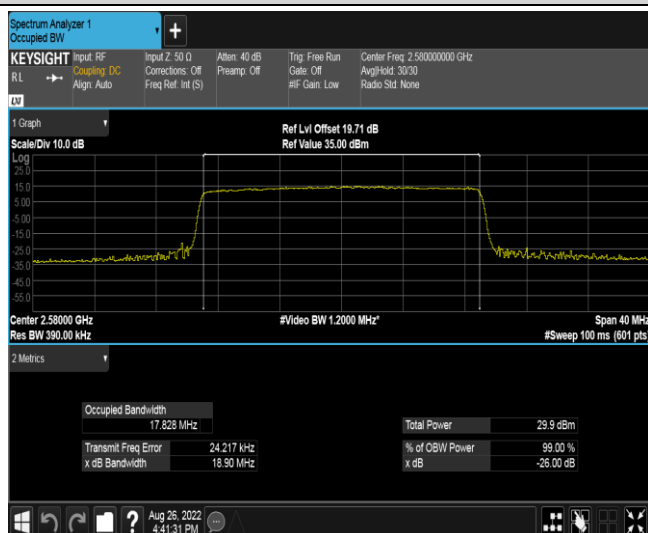 Spectrum Analyzer 1
Occupied BW
+
KEYSIGHT
RL
Input: RF
Coupling: DC
Align: Auto
Input Z: 50 Ω
Corrections: Off
Freq Ref: Int (S)
Atten: 40 dB
Preamp: Off
Trig: Free Run
Gate: Off
#IF Gain: Low
Center Freq: 2.580000000 GHz
Avg|Hold: 30/30
Radio Std: None
LXI
1 Graph
Scale/Div 10.0 dB
Ref Lvl Offset 19.71 dB
Ref Value 35.00 dBm
Log
25.0
15.0
5.00
-5.00
-15.0
-25.0
-35.0
-45.0
-55.0
Center 2.58000 GHz
#Video BW 1.2000 MHz*
Span 40 MHz
Res BW 390.00 kHz
#Sweep 100 ms (601 pts)
2 Metrics
Occupied Bandwidth
17.828 MHz
Total Power 29.9 dBm
Transmit Freq Error 24.217 kHz
% of OBW Power 99.00 %
x dB Bandwidth 18.90 MHz
x dB -26.00 dB
?
Aug 26, 2022
4:41:31 PM